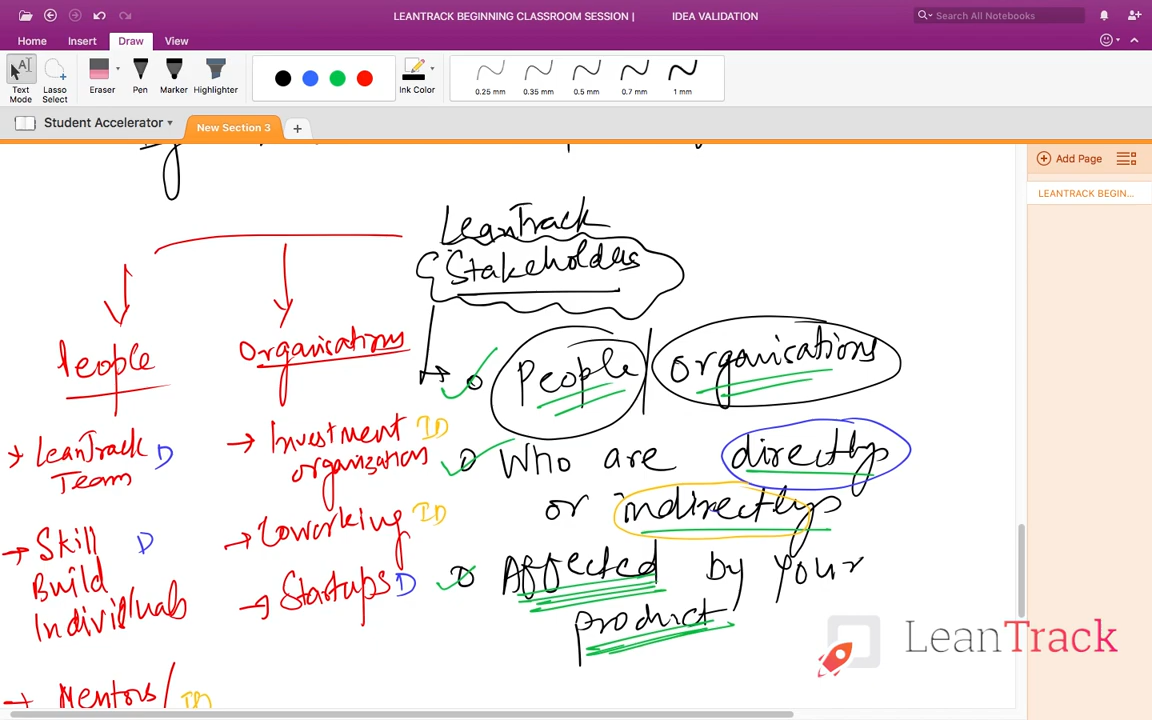 LEANTRACK BEGINNING CLASSROOM SESSION | IDEA VALIDATION
Search All Notebooks
Home Insert Draw View
Text Mode
Lasso Select
Eraser
Pen
Marker
Highlighter
Ink Color
0.25 mm
0.35 mm
0.5 mm
0.7 mm
1 mm
Student Accelerator
New Section 3
Add Page
LEANTRACK BEGIN...
LeanTrack
Stakeholders
People / organisations
Who are directly
or indirectly
Affected by your
product
People
→ LeanTrack D
Team
→ Skill D
Build
Individuals
→ Mentors/ ID
Organisations
→ Investment ID
organization
→ Coworking ID
→ Startups D
LeanTrack